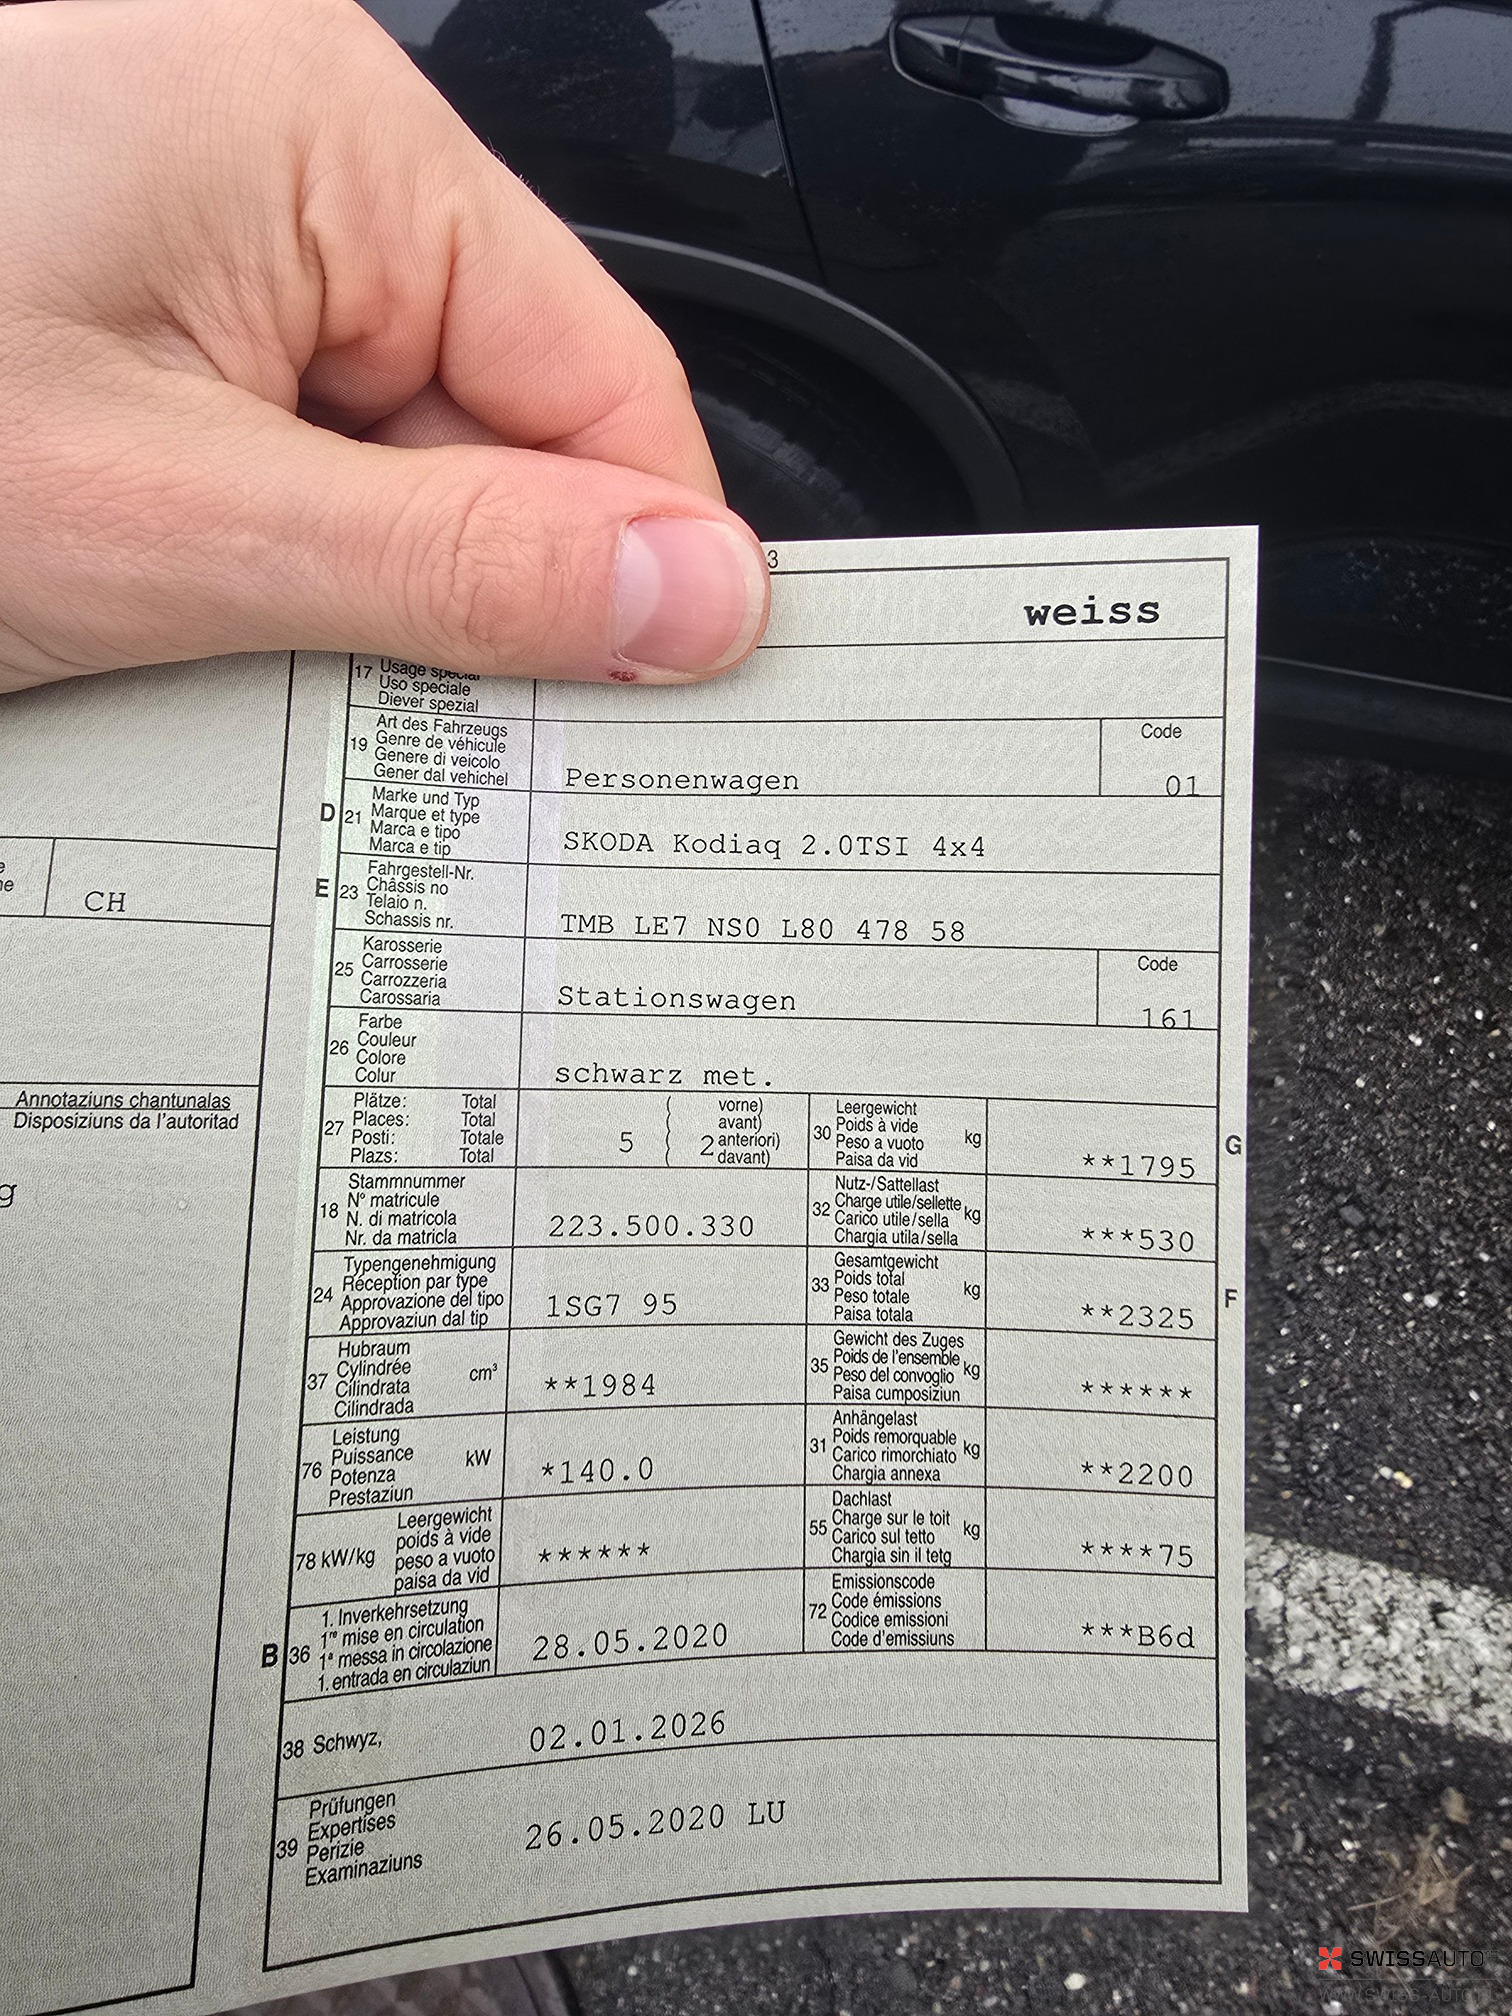 3
weiss
17 Usage special
Uso speciale
Diever spezial
19 Art des Fahrzeugs
Genre de véhicule
Genere di veicolo
Gener dal vehichel
Personenwagen
Code
01
D 21 Marke und Typ
Marque et type
Marca e tipo
Marca e tip
SKODA Kodiaq 2.0TSI 4x4
E 23 Fahrgestell-Nr.
Châssis no
Telaio n.
Schassis nr.
TMB LE7 NS0 L80 478 58
CH
25 Karosserie
Carrosserie
Carrozzeria
Carossaria
Stationswagen
Code
161
26 Farbe
Couleur
Colore
Colur
schwarz met.
Annotaziuns chantunalas
Disposiziuns da l'autoritad
g
27 Plätze: Total
Places: Total
Posti: Totale
Plazs: Total
5 ( 2 vorne)
( avant)
( anteriori)
( davant)
30 Leergewicht
Poids à vide
Peso a vuoto kg
Paisa da vid
**1795
G
18 Stammnummer
N° matricule
N. di matricola
Nr. da matricla
223.500.330
32 Nutz-/Sattellast
Charge utile/sellette kg
Carico utile/sella
Chargia utila/sella
***530
24 Typengenehmigung
Réception par type
Approvazione del tipo
Approvaziun dal tip
1SG7 95
33 Gesamtgewicht
Poids total
Peso totale kg
Paisa totala
**2325
F
37 Hubraum
Cylindrée cm³
Cilindrata
Cilindrada
**1984
35 Gewicht des Zuges
Poids de l'ensemble kg
Peso del convoglio
Paisa cumposiziun
******
76 Leistung
Puissance kW
Potenza
Prestaziun
*140.0
31 Anhängelast
Poids remorquable kg
Carico rimorchiato
Chargia annexa
**2200
78 kW/kg Leergewicht
poids à vide
peso a vuoto
paisa da vid
******
55 Dachlast
Charge sur le toit kg
Carico sul tetto
Chargia sin il tetg
****75
B 36 1. Inverkehrsetzung
1re mise en circulation
1a messa in circolazione
1. entrada en circulaziun
28.05.2020
72 Emissionscode
Code émissions
Codice emissioni
Code d'emissiuns
***B6d
38 Schwyz,
02.01.2026
39 Prüfungen
Expertises
Perizie
Examinaziuns
26.05.2020 LU
SWISSAUTO